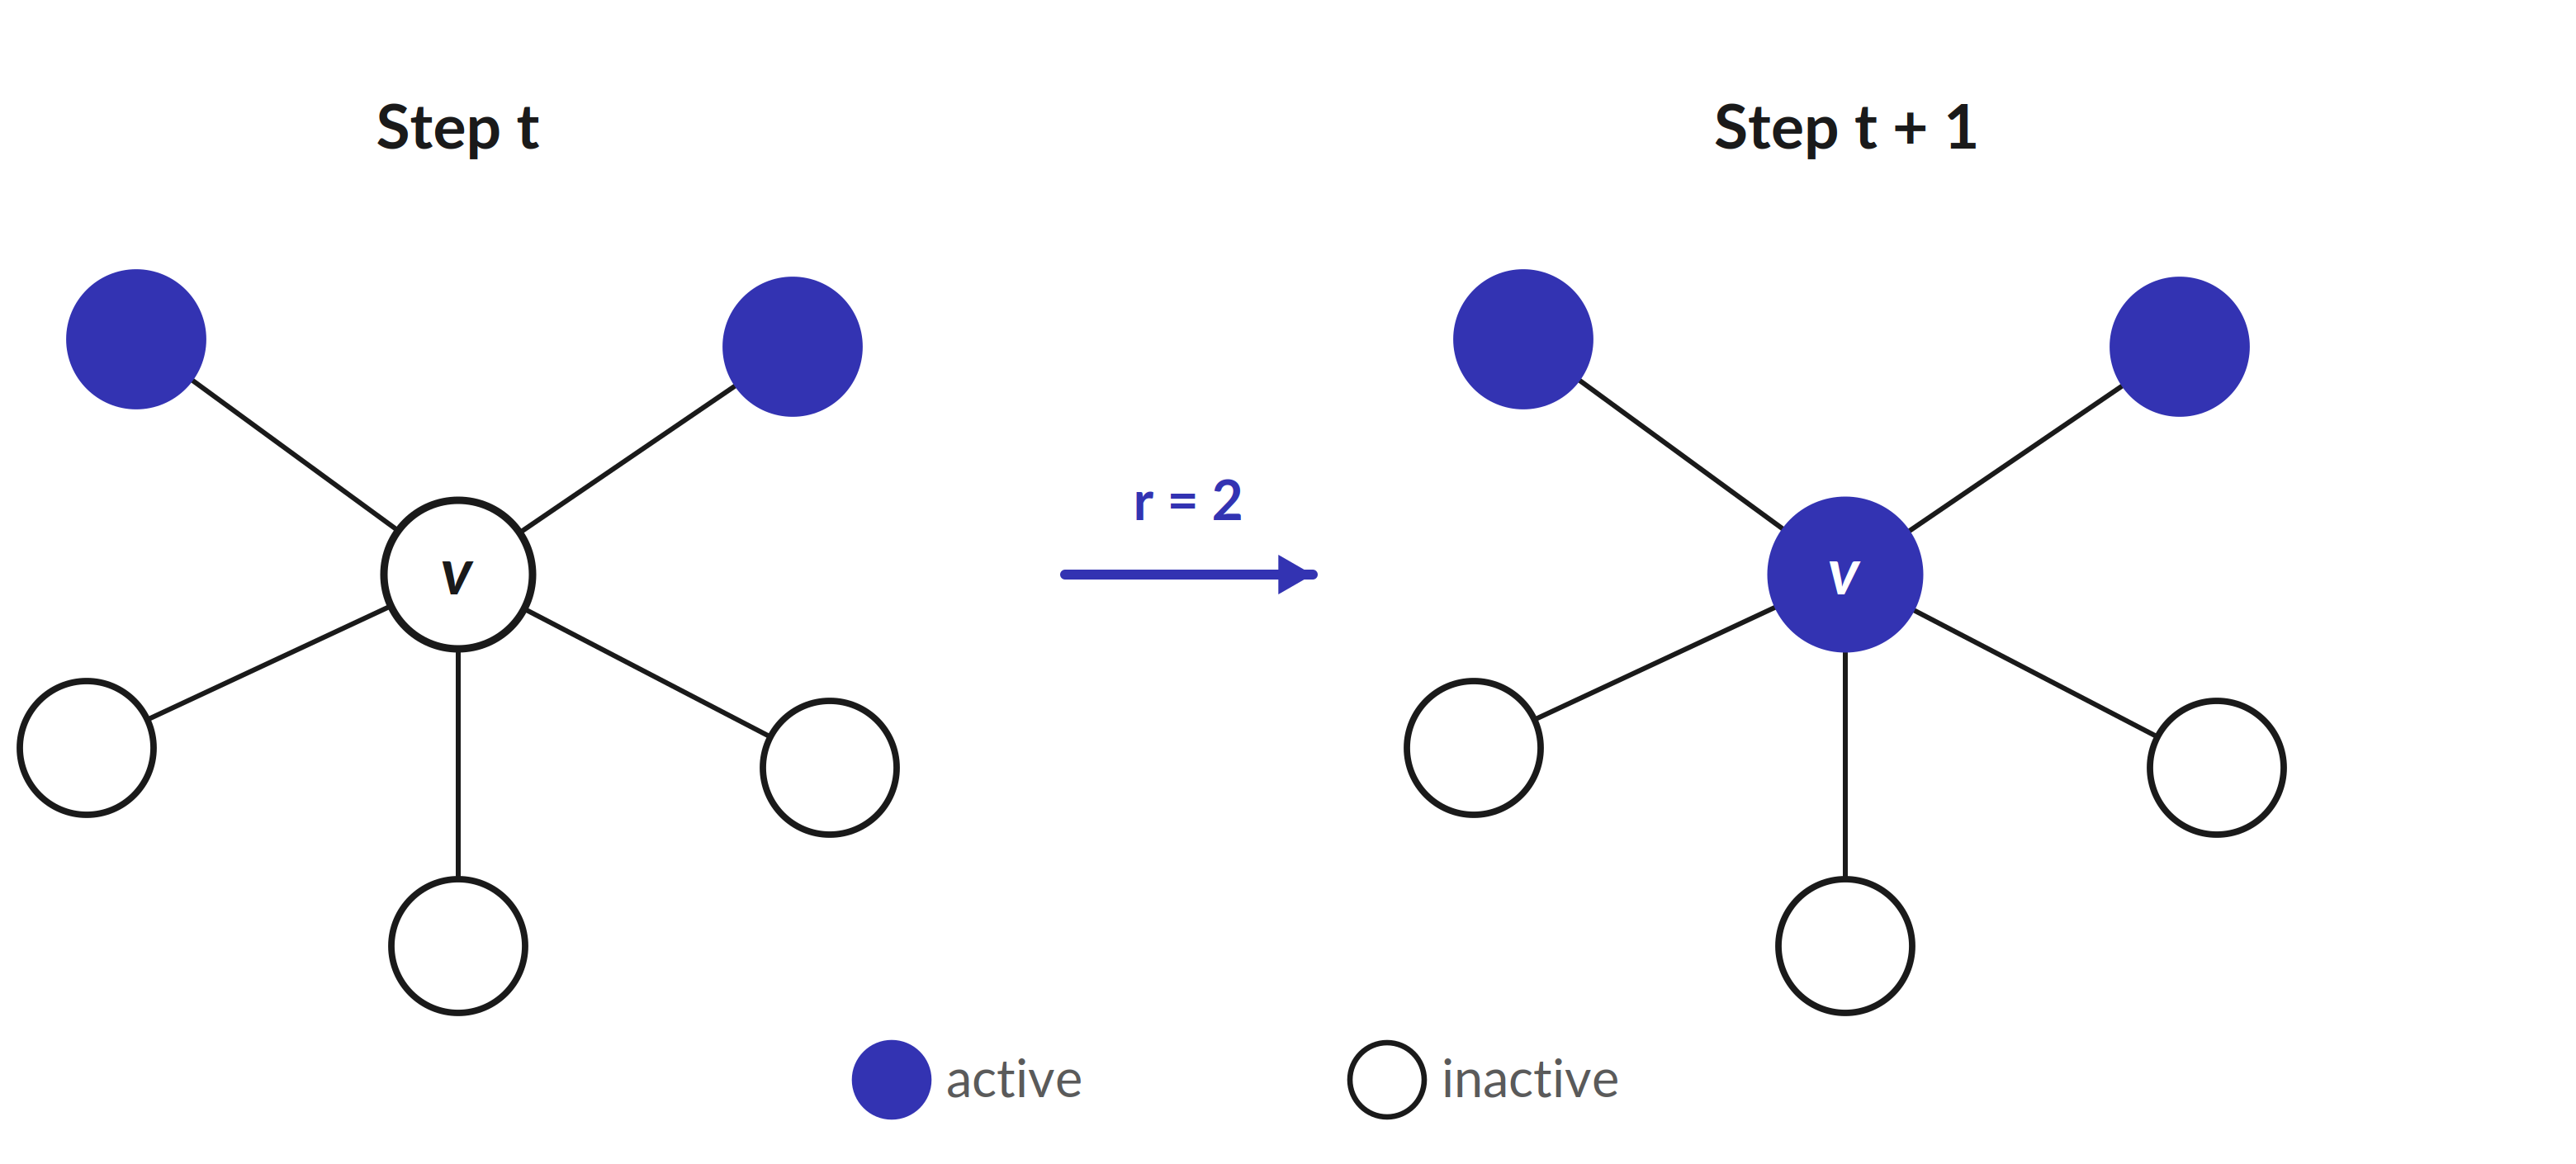 Step t
Step t + 1
r = 2
v
v
active
inactive